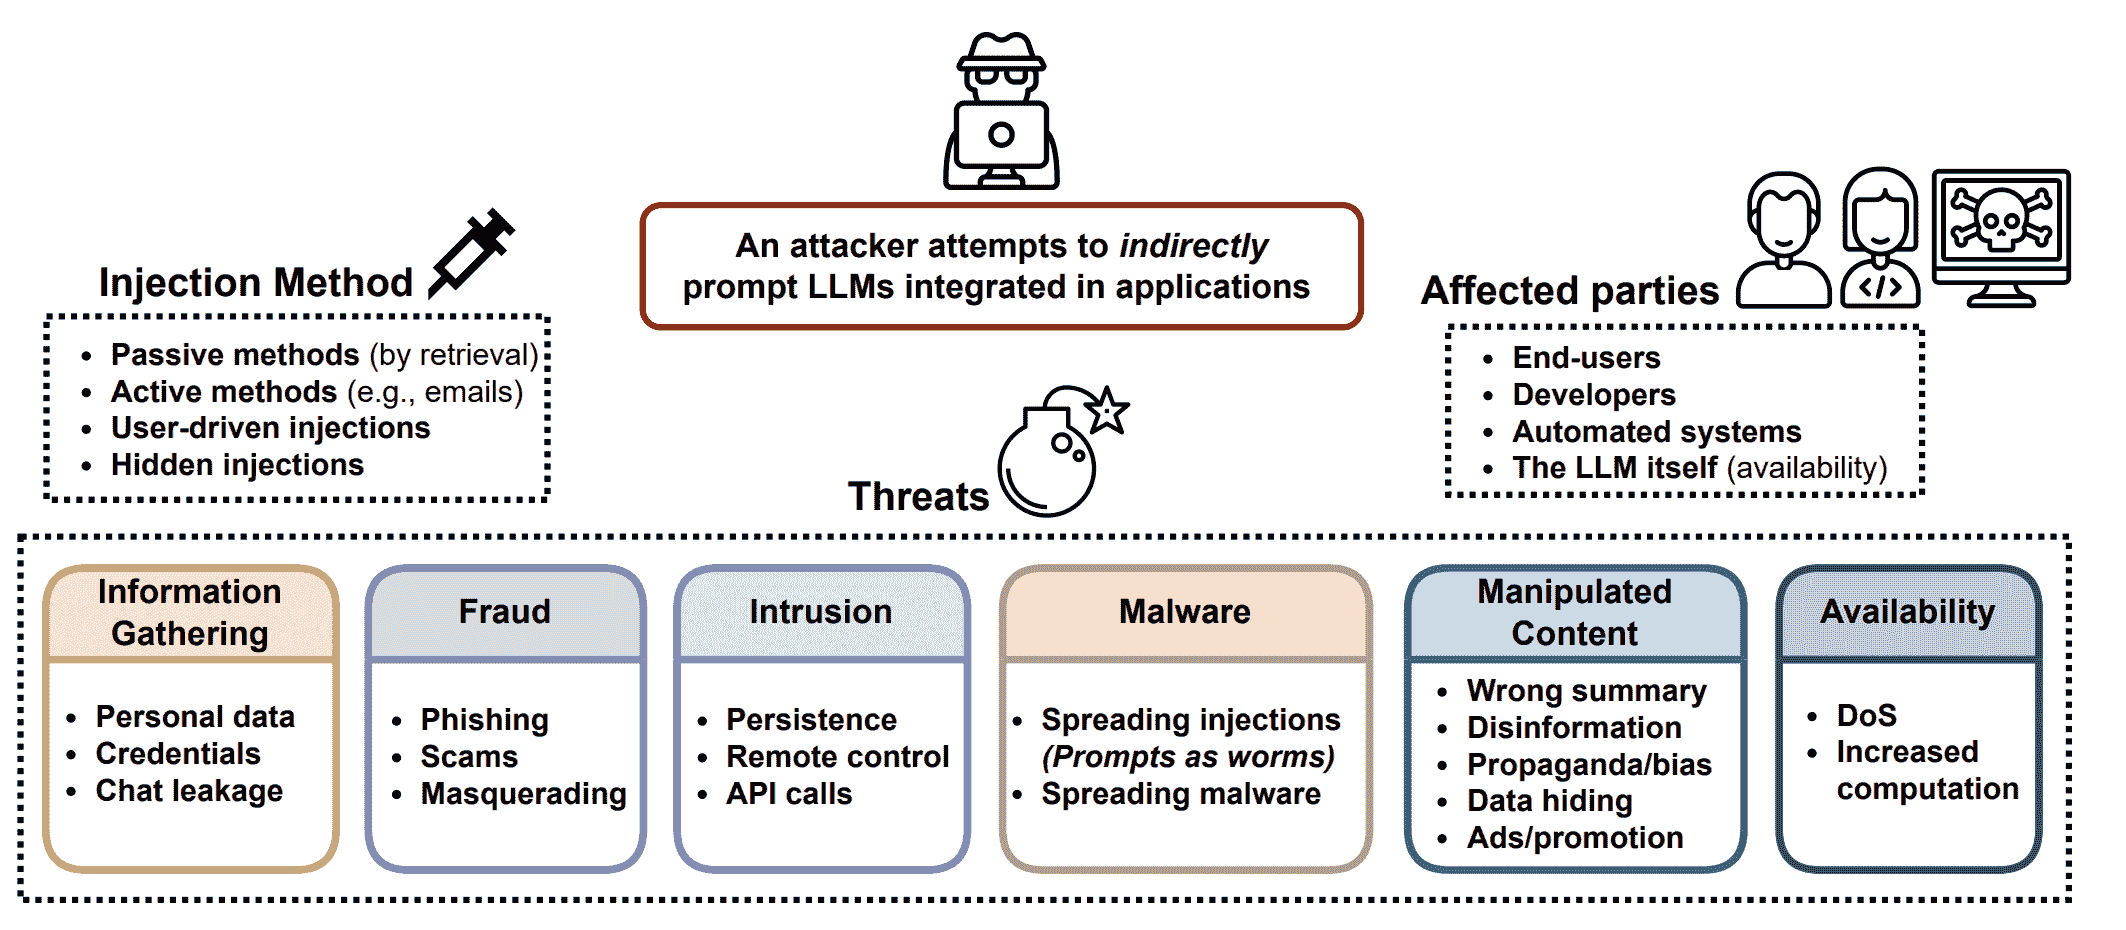 An attacker attempts to indirectly
prompt LLMs integrated in applications
Injection Method
• Passive methods (by retrieval)
• Active methods (e.g., emails)
• User-driven injections
• Hidden injections
Affected parties
</>
• End-users
• Developers
• Automated systems
• The LLM itself (availability)
Threats
Information
Gathering
• Personal data
• Credentials
• Chat leakage
Fraud
• Phishing
• Scams
• Masquerading
Intrusion
• Persistence
• Remote control
• API calls
Malware
• Spreading injections
(Prompts as worms)
• Spreading malware
Manipulated
Content
• Wrong summary
• Disinformation
• Propaganda/bias
• Data hiding
• Ads/promotion
Availability
• DoS
• Increased
computation